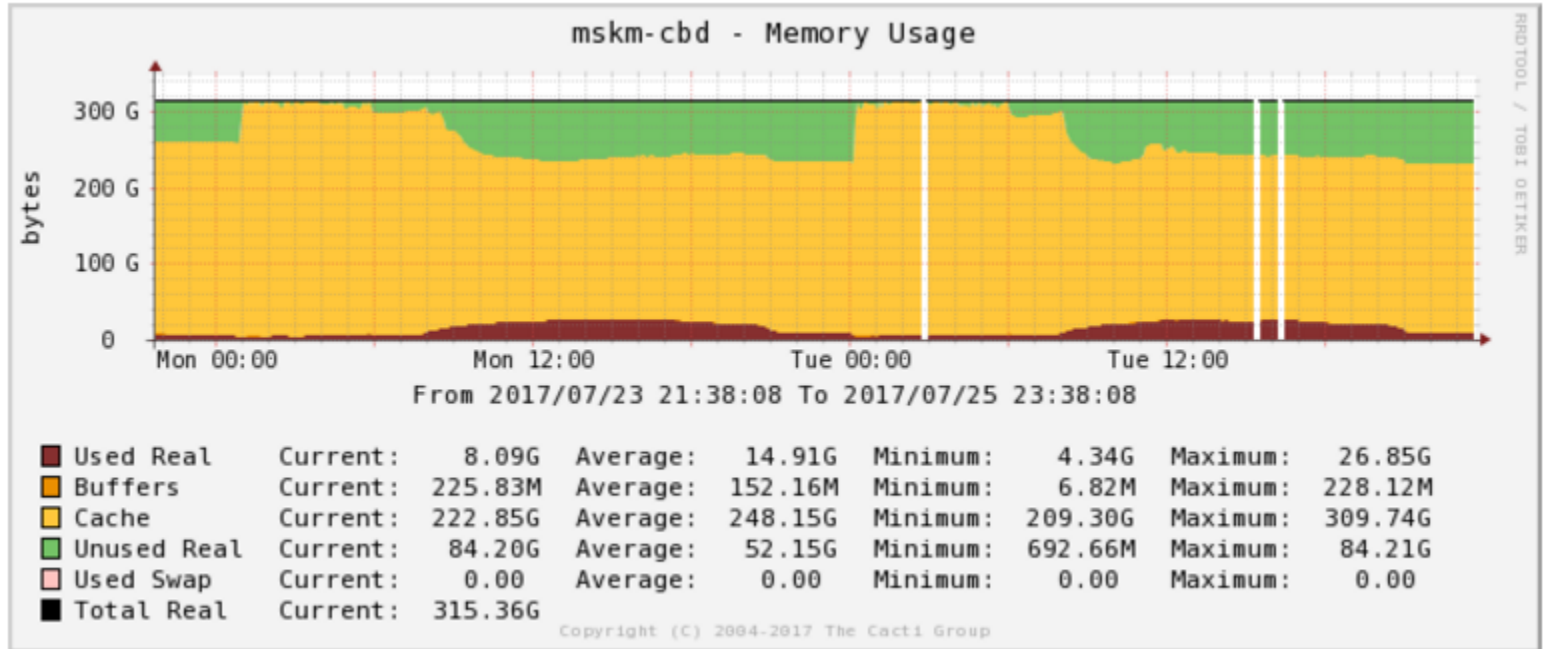 mskm-cbd - Memory Usage
RRDTOOL / TOBI OETIKER
bytes
300 G
200 G
100 G
0
Mon 00:00 Mon 12:00 Tue 00:00 Tue 12:00
From 2017/07/23 21:38:08 To 2017/07/25 23:38:08
Used Real Current: 8.09G Average: 14.91G Minimum: 4.34G Maximum: 26.85G
Buffers Current: 225.83M Average: 152.16M Minimum: 6.82M Maximum: 228.12M
Cache Current: 222.85G Average: 248.15G Minimum: 209.30G Maximum: 309.74G
Unused Real Current: 84.20G Average: 52.15G Minimum: 692.66M Maximum: 84.21G
Used Swap Current: 0.00 Average: 0.00 Minimum: 0.00 Maximum: 0.00
Total Real Current: 315.36G
Copyright (C) 2004-2017 The Cacti Group